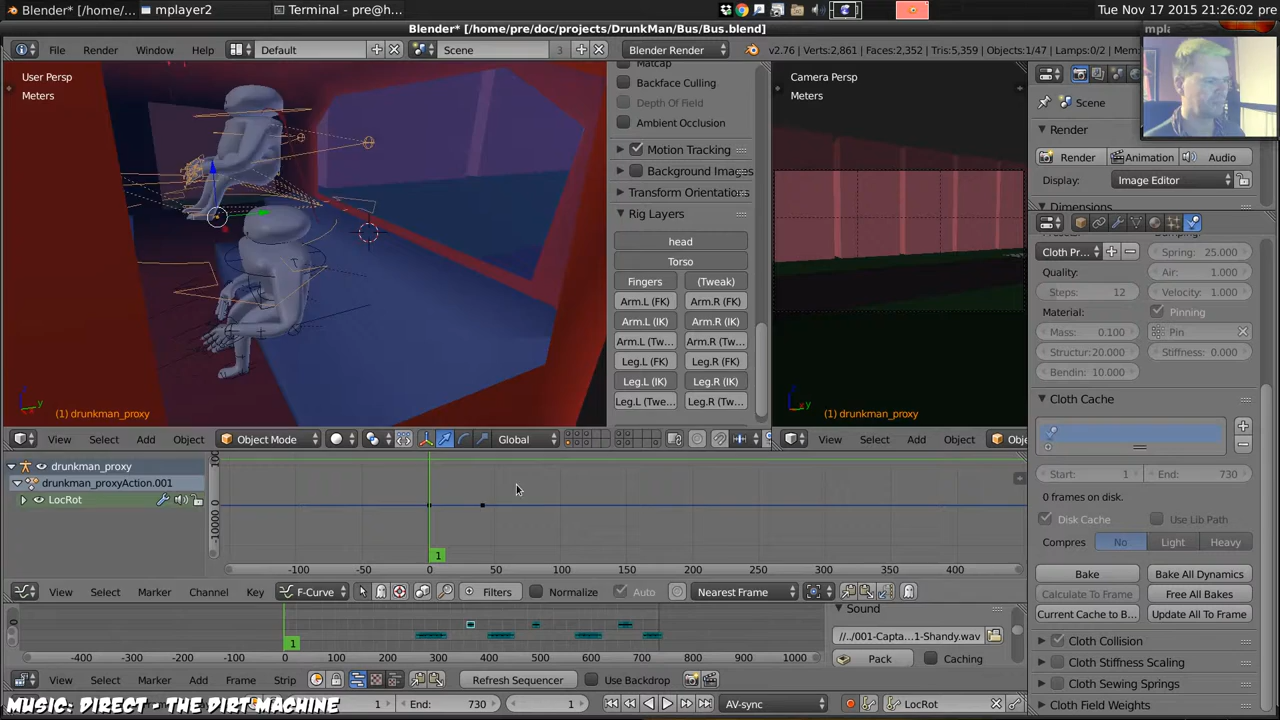 Blender* [/home/...
mplayer2
Terminal - pre@h...
Tue Nov 17 2015 21:26:02 pre
Blender* [/home/pre/doc/projects/DrunkMan/Bus/Bus.blend]
mpla
File Render Window Help Default Scene 3 Blender Render v2.76 | Verts:2,861 | Faces:2,352 | Tris:5,359 | Objects:1/47 | Lamps:0/2 | Mem:
User Persp
Meters
Matcap
Backface Culling
Depth Of Field
Ambient Occlusion
Motion Tracking
Background Images
Transform Orientations
Rig Layers
head
Torso
Fingers (Tweak)
Arm.L (FK) Arm.R (FK)
Arm.L (IK) Arm.R (IK)
Arm.L (Tw... Arm.R (Tw...
Leg.L (FK) Leg.R (FK)
Leg.L (IK) Leg.R (IK)
Leg.L (Twe... Leg.R (Tw...
(1) drunkman_proxy
View Select Add Object Object Mode Global
Camera Persp
Meters
(1) drunkman_proxy
View Select Add Object Obj
Scene
Render
Render Animation Audio
Display: Image Editor
Dimensions
Cloth Pr... Spring: 25.000
Quality: Air: 1.000
Steps: 12 Velocity: 1.000
Material: Pinning
Mass: 0.100 Pin
Structur:20.000 Stiffness: 0.000
Bendin: 10.000
Cloth Cache
Start: 1 End: 730
0 frames on disk.
Disk Cache Use Lib Path
Compres No Light Heavy
Bake Bake All Dynamics
Calculate To Frame Free All Bakes
Current Cache to B... Update All To Frame
Cloth Collision
Cloth Stiffness Scaling
Cloth Sewing Springs
Cloth Field Weights
drunkman_proxy
drunkman_proxyAction.001
LocRot
0
-10000
1
-100 -50 0 50 100 150 200 250 300 350 400
View Select Marker Channel Key F-Curve Filters Normalize Auto Nearest Frame
0
1
-400 -300 -200 -100 0 100 200 300 400 500 600 700 800 900 1000
Sound
//../001-Capta...1-Shandy.wav
Pack Caching
View Select Marker Add Frame Strip Refresh Sequencer Use Backdrop
1 End: 730 1 AV-sync LocRot
MUSIC: DIRECT - THE DIRT MACHINE